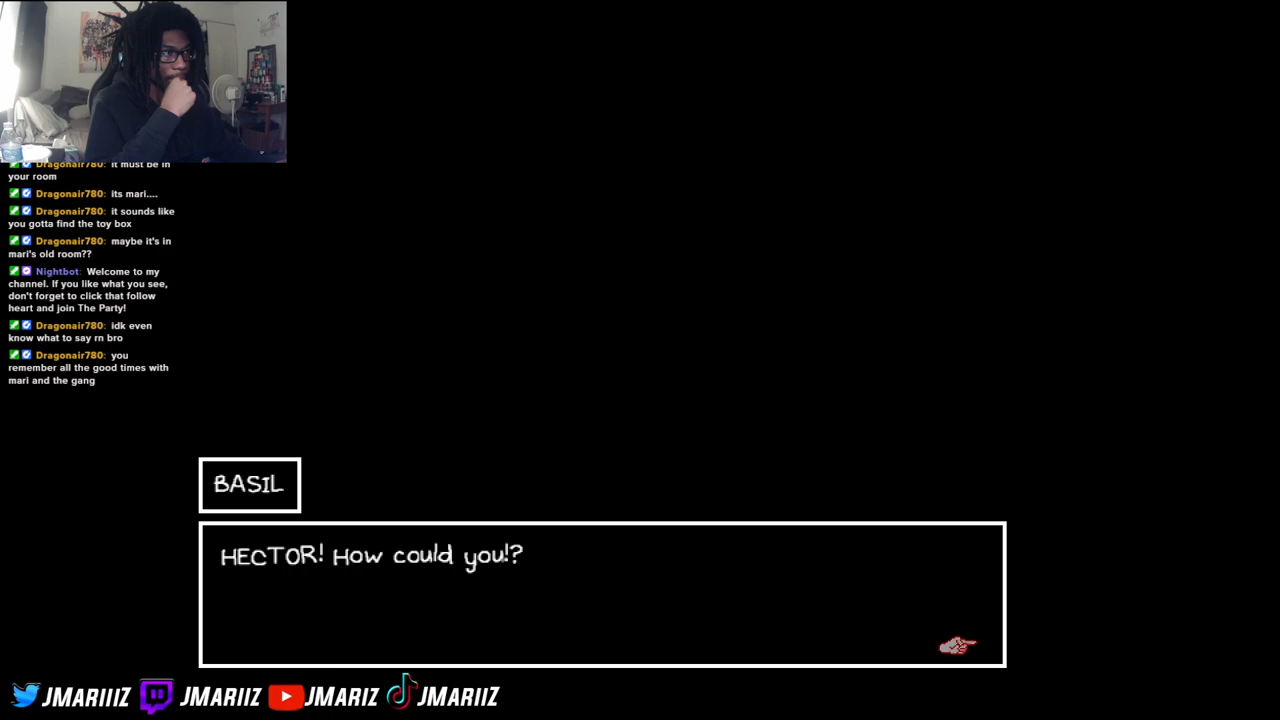 Dragonair780: it must be in
your room
Dragonair780: its mari....
Dragonair780: it sounds like
you gotta find the toy box
Dragonair780: maybe it's in
mari's old room??
Nightbot: Welcome to my
channel. If you like what you see,
don't forget to click that follow
heart and join The Party!
Dragonair780: idk even
know what to say rn bro
Dragonair780: you
remember all the good times with
mari and the gang
BASIL
HECTOR! How could you!?
JMARIIIZ JMARIIZ JMARIZ JMARIIZ